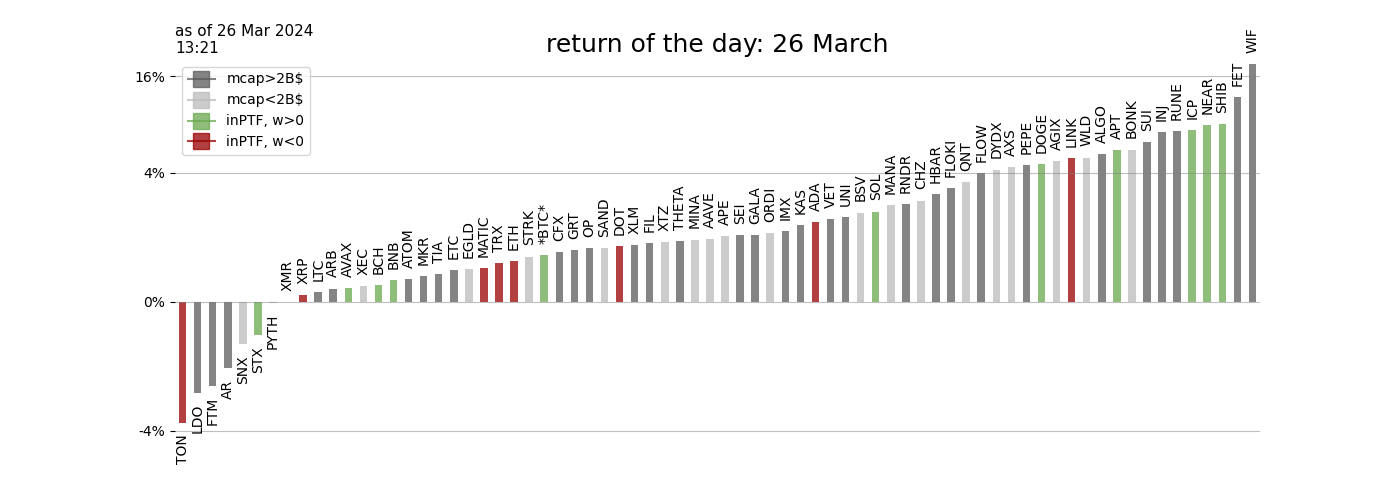 as of 26 Mar 2024
13:21
return of the day: 26 March
mcap>2B$
mcap<2B$
inPTF, w>0
inPTF, w<0
16%
4%
0%
-4%
TON
LDO
FTM
AR
SNX
STX
PYTH
XMR
XRP
LTC
ARB
AVAX
XEC
BCH
BNB
ATOM
MKR
TIA
ETC
EGLD
MATIC
TRX
ETH
STRK
*BTC*
CFX
GRT
OP
SAND
DOT
XLM
FIL
XTZ
THETA
MINA
AAVE
APE
SEI
GALA
ORDI
IMX
KAS
ADA
VET
UNI
BSV
SOL
MANA
RNDR
CHZ
HBAR
FLOKI
QNT
FLOW
DYDX
AXS
PEPE
DOGE
AGIX
LINK
WLD
ALGO
APT
BONK
SUI
INJ
RUNE
ICP
NEAR
SHIB
FET
WIF